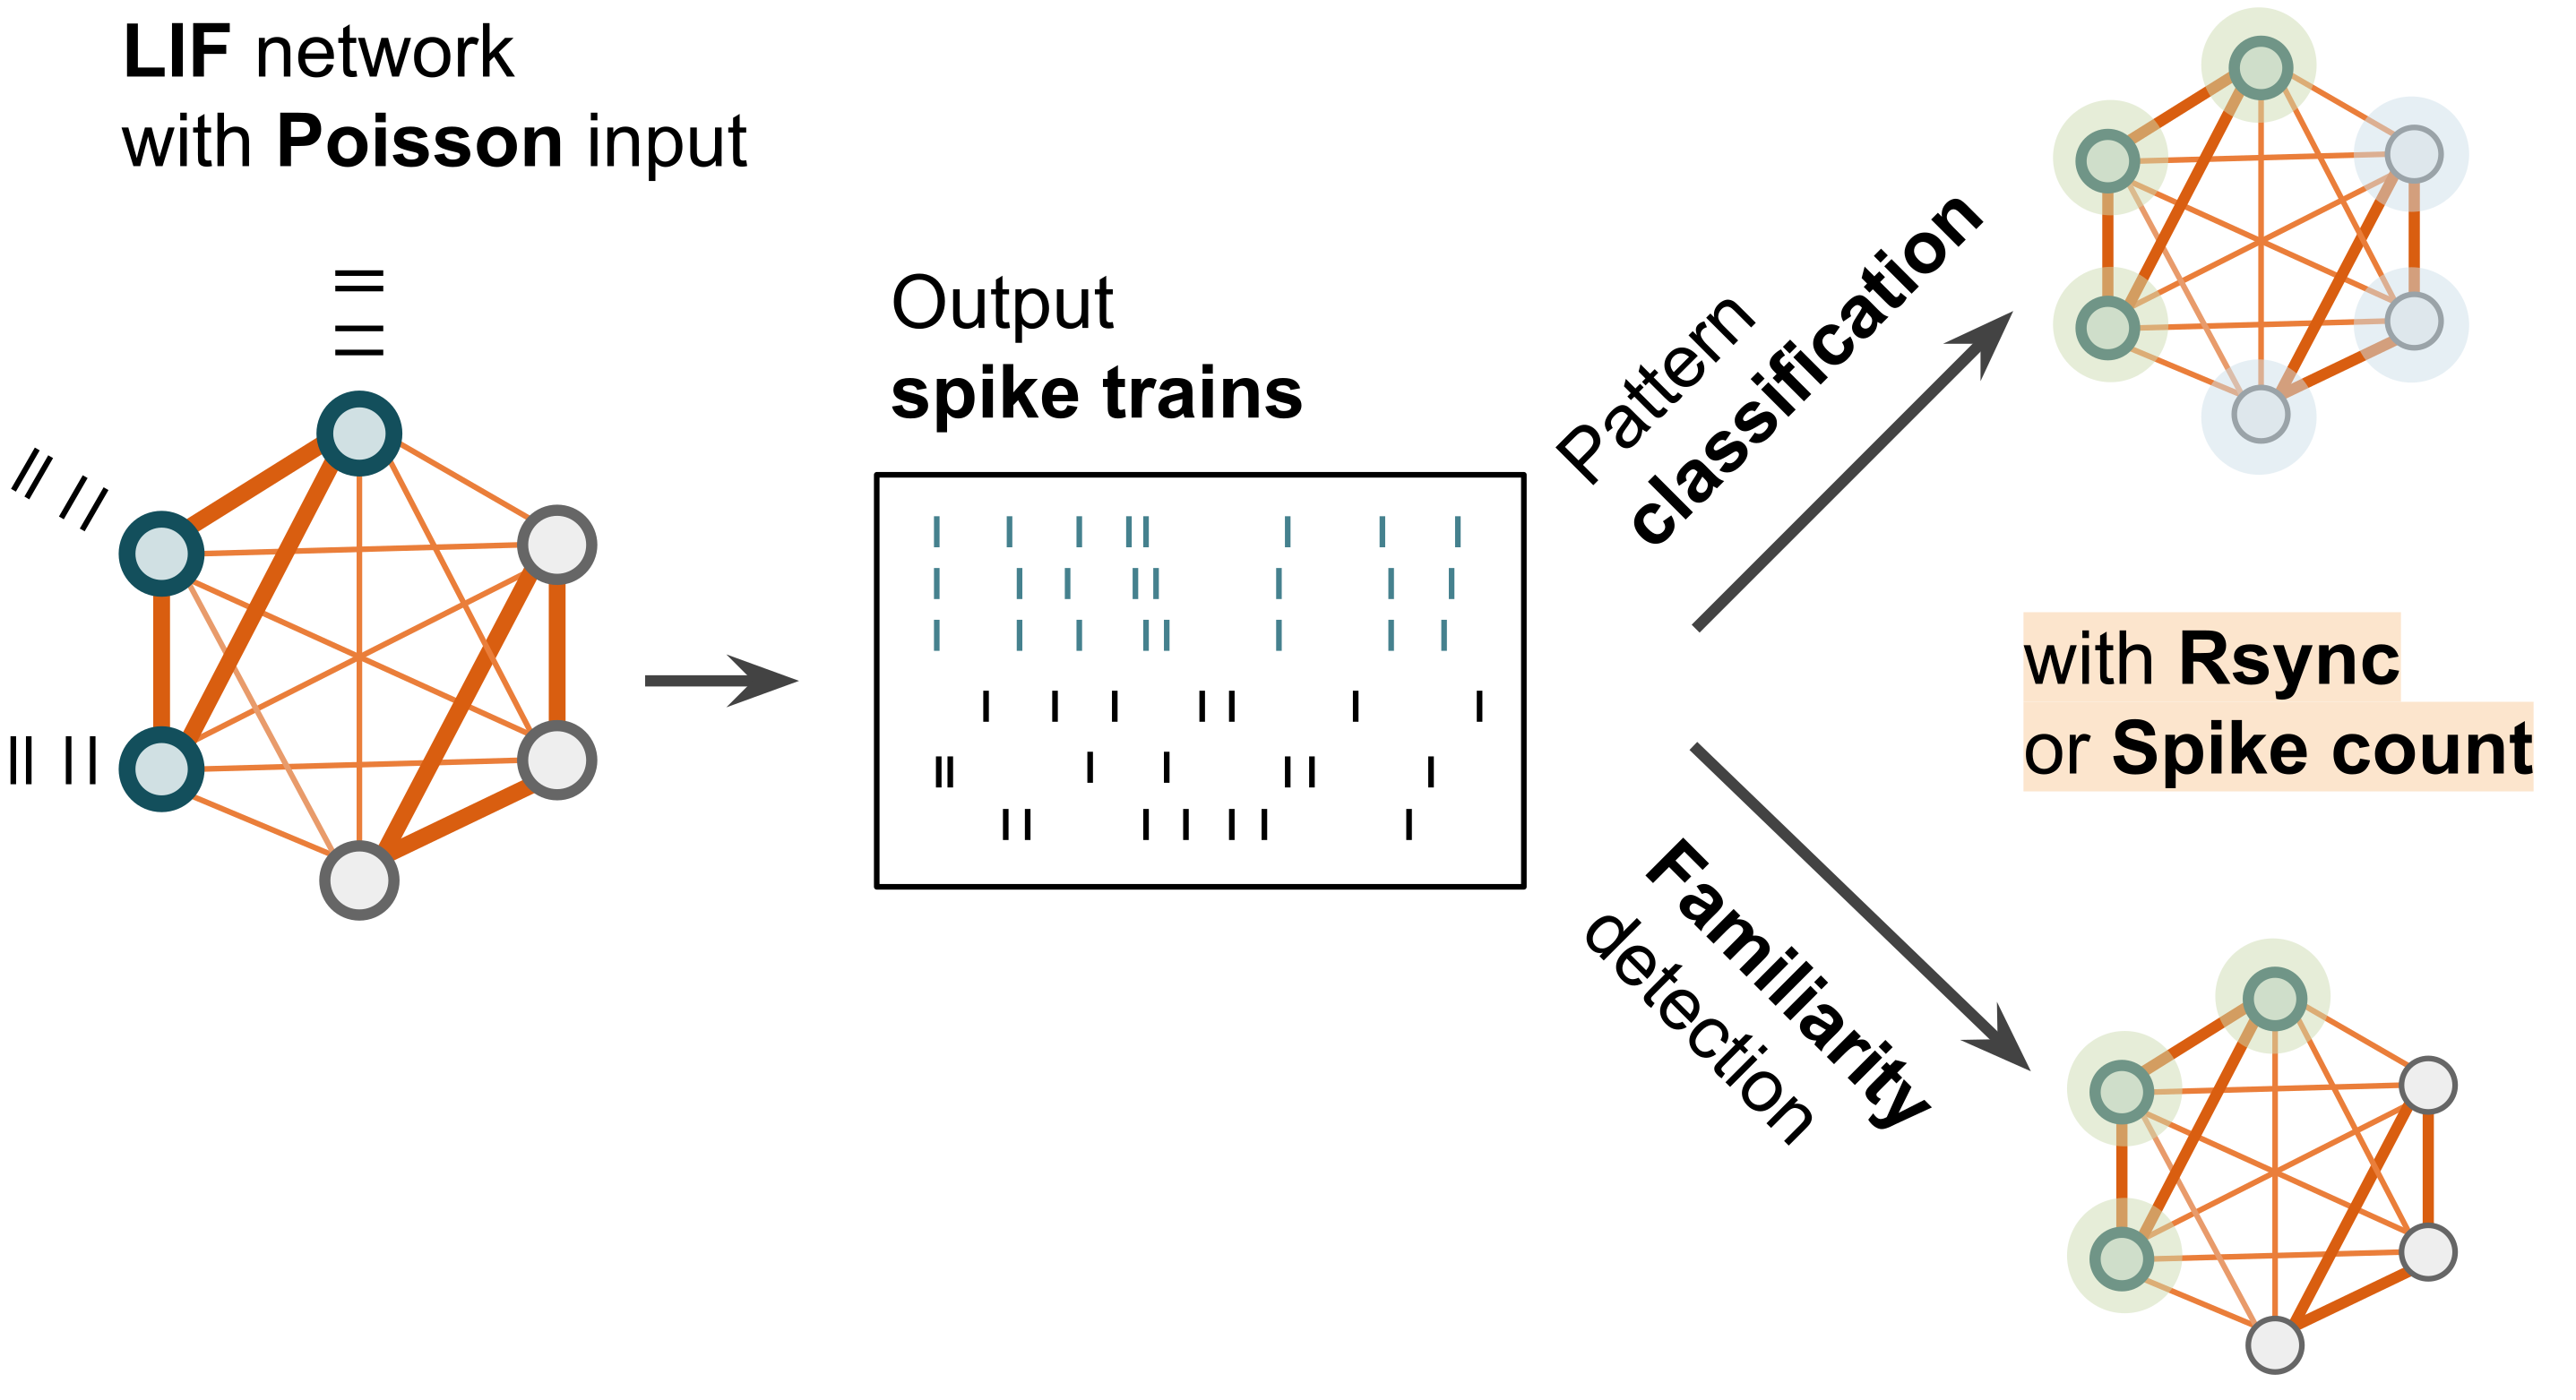 LIF network
with Poisson input
Output
spike trains
Pattern
classification
with Rsync
or Spike count
Familiarity
detection